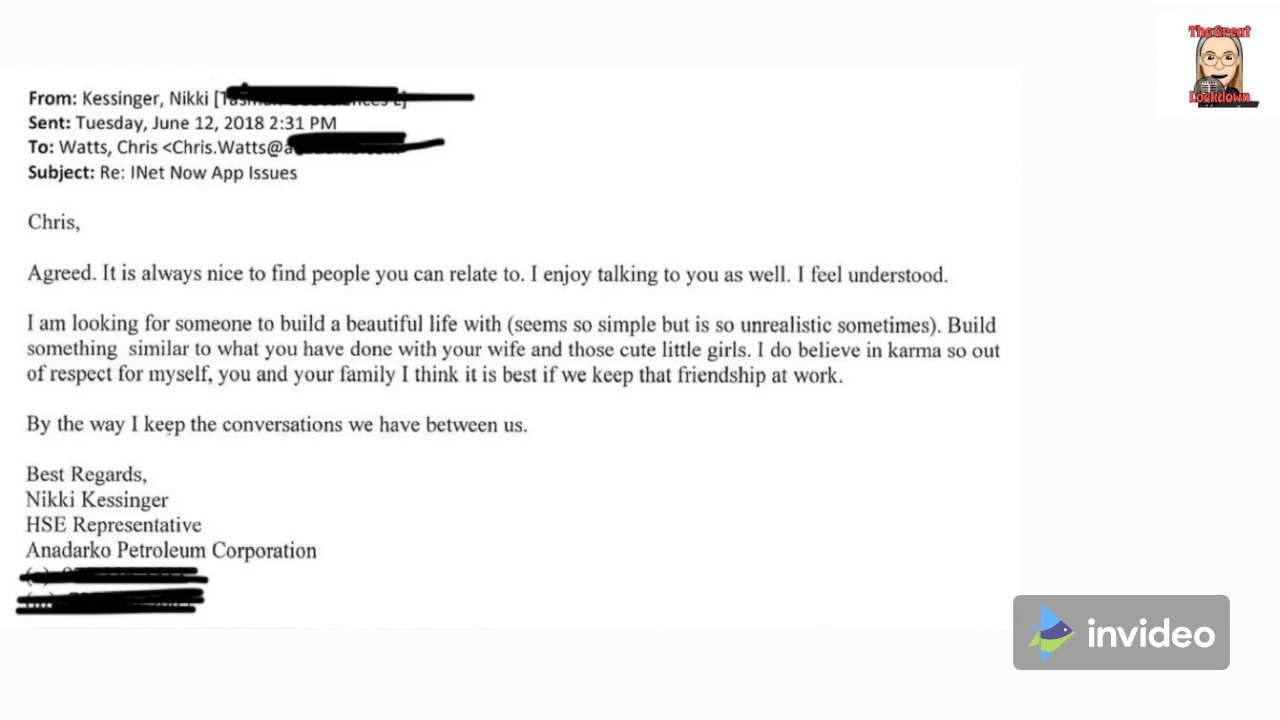 TheGreat
Lockdown
From: Kessinger, Nikki [
Sent: Tuesday, June 12, 2018 2:31 PM
To: Watts, Chris <Chris.Watts@a
Subject: Re: INet Now App Issues
Chris,
Agreed. It is always nice to find people you can relate to. I enjoy talking to you as well. I feel understood.
I am looking for someone to build a beautiful life with (seems so simple but is so unrealistic sometimes). Build
something  similar to what you have done with your wife and those cute little girls. I do believe in karma so out
of respect for myself, you and your family I think it is best if we keep that friendship at work.
By the way I keep the conversations we have between us.
Best Regards,
Nikki Kessinger
HSE Representative
Anadarko Petroleum Corporation
invideo